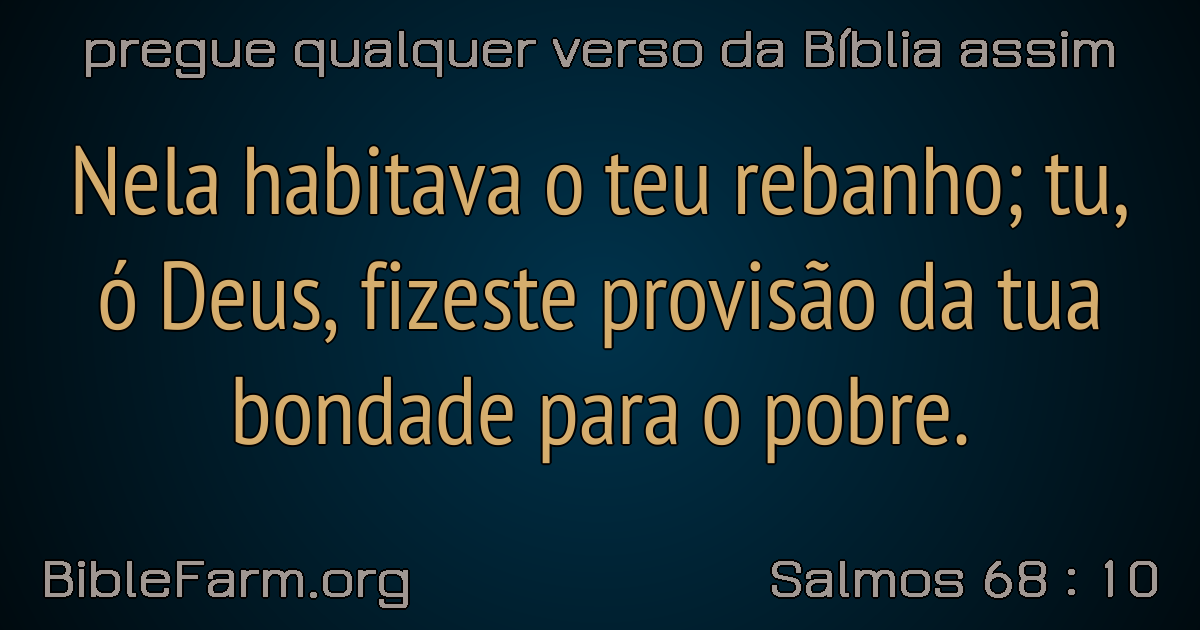 pregue qualquer verso da Bíblia assim
Nela habitava o teu rebanho; tu,
ó Deus, fizeste provisão da tua
bondade para o pobre.
BibleFarm.org
Salmos 68 : 10